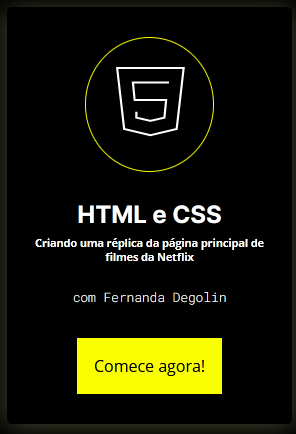 HTML e CSS
Criando uma réplica da página principal de
filmes da Netflix
com Fernanda Degolin
Comece agora!